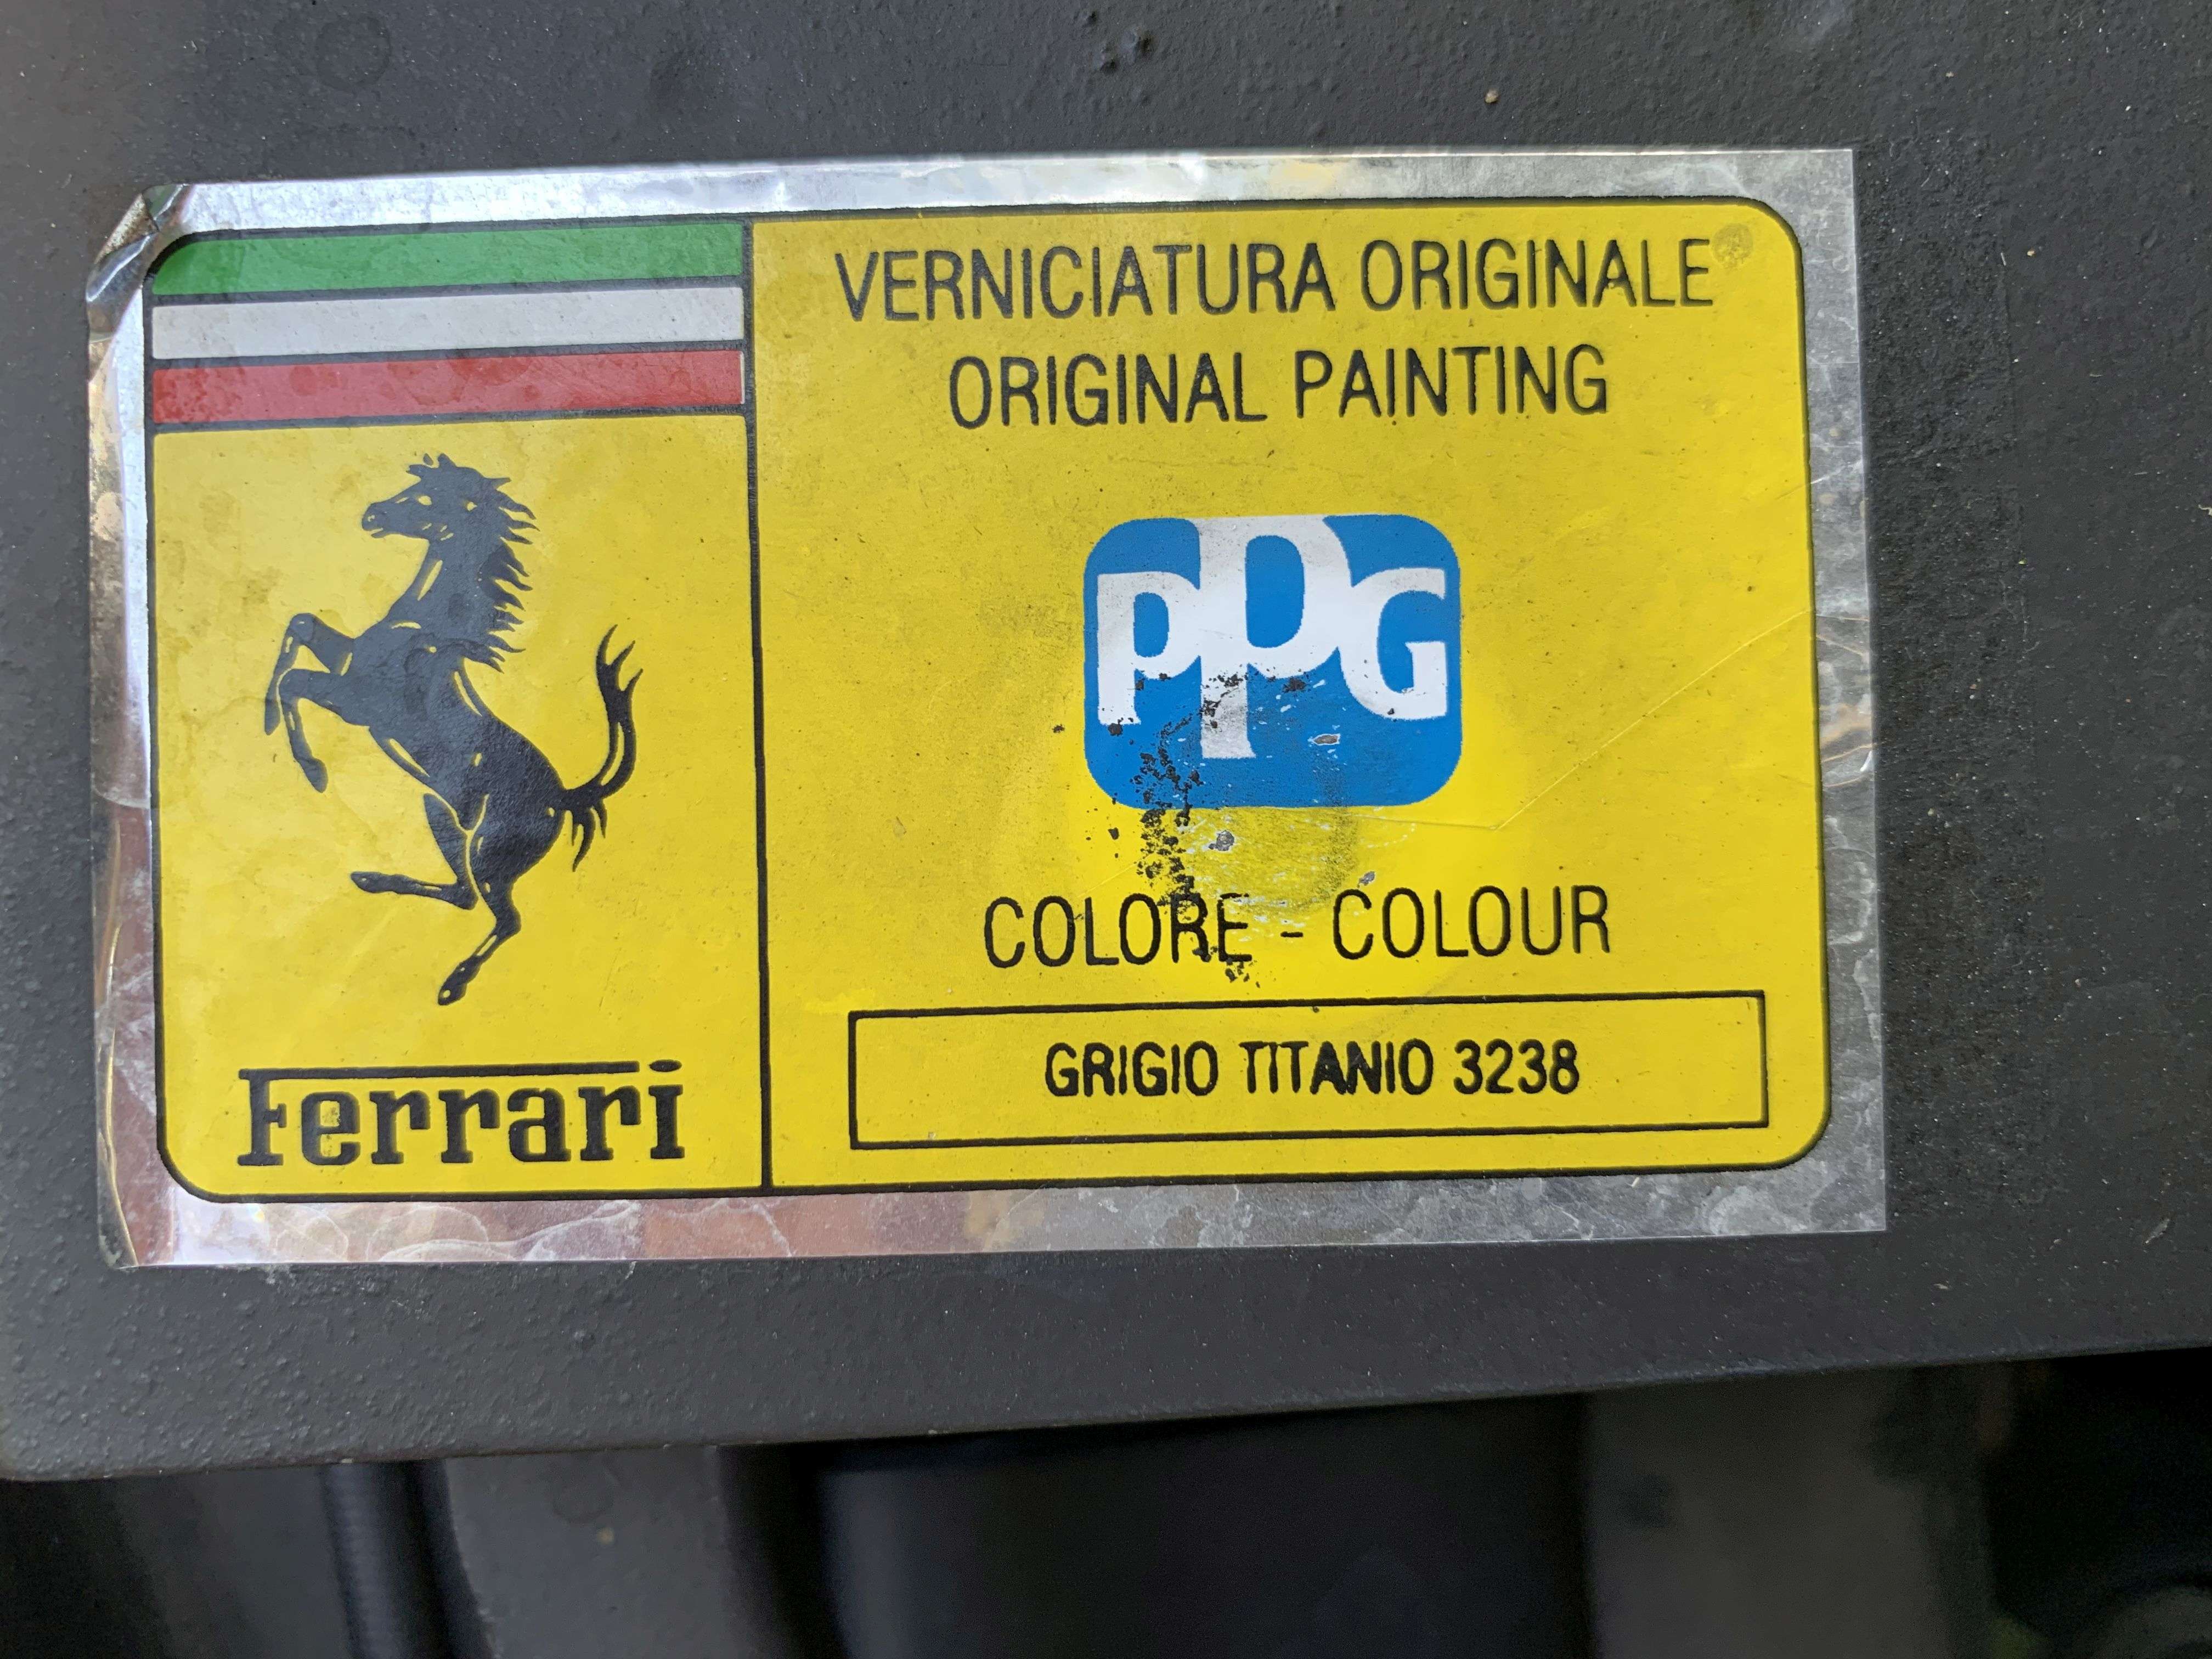 VERNICIATURA ORIGINALE
ORIGINAL PAINTING
PPG
COLORE - COLOUR
GRIGIO TITANIO 3238
Ferrari